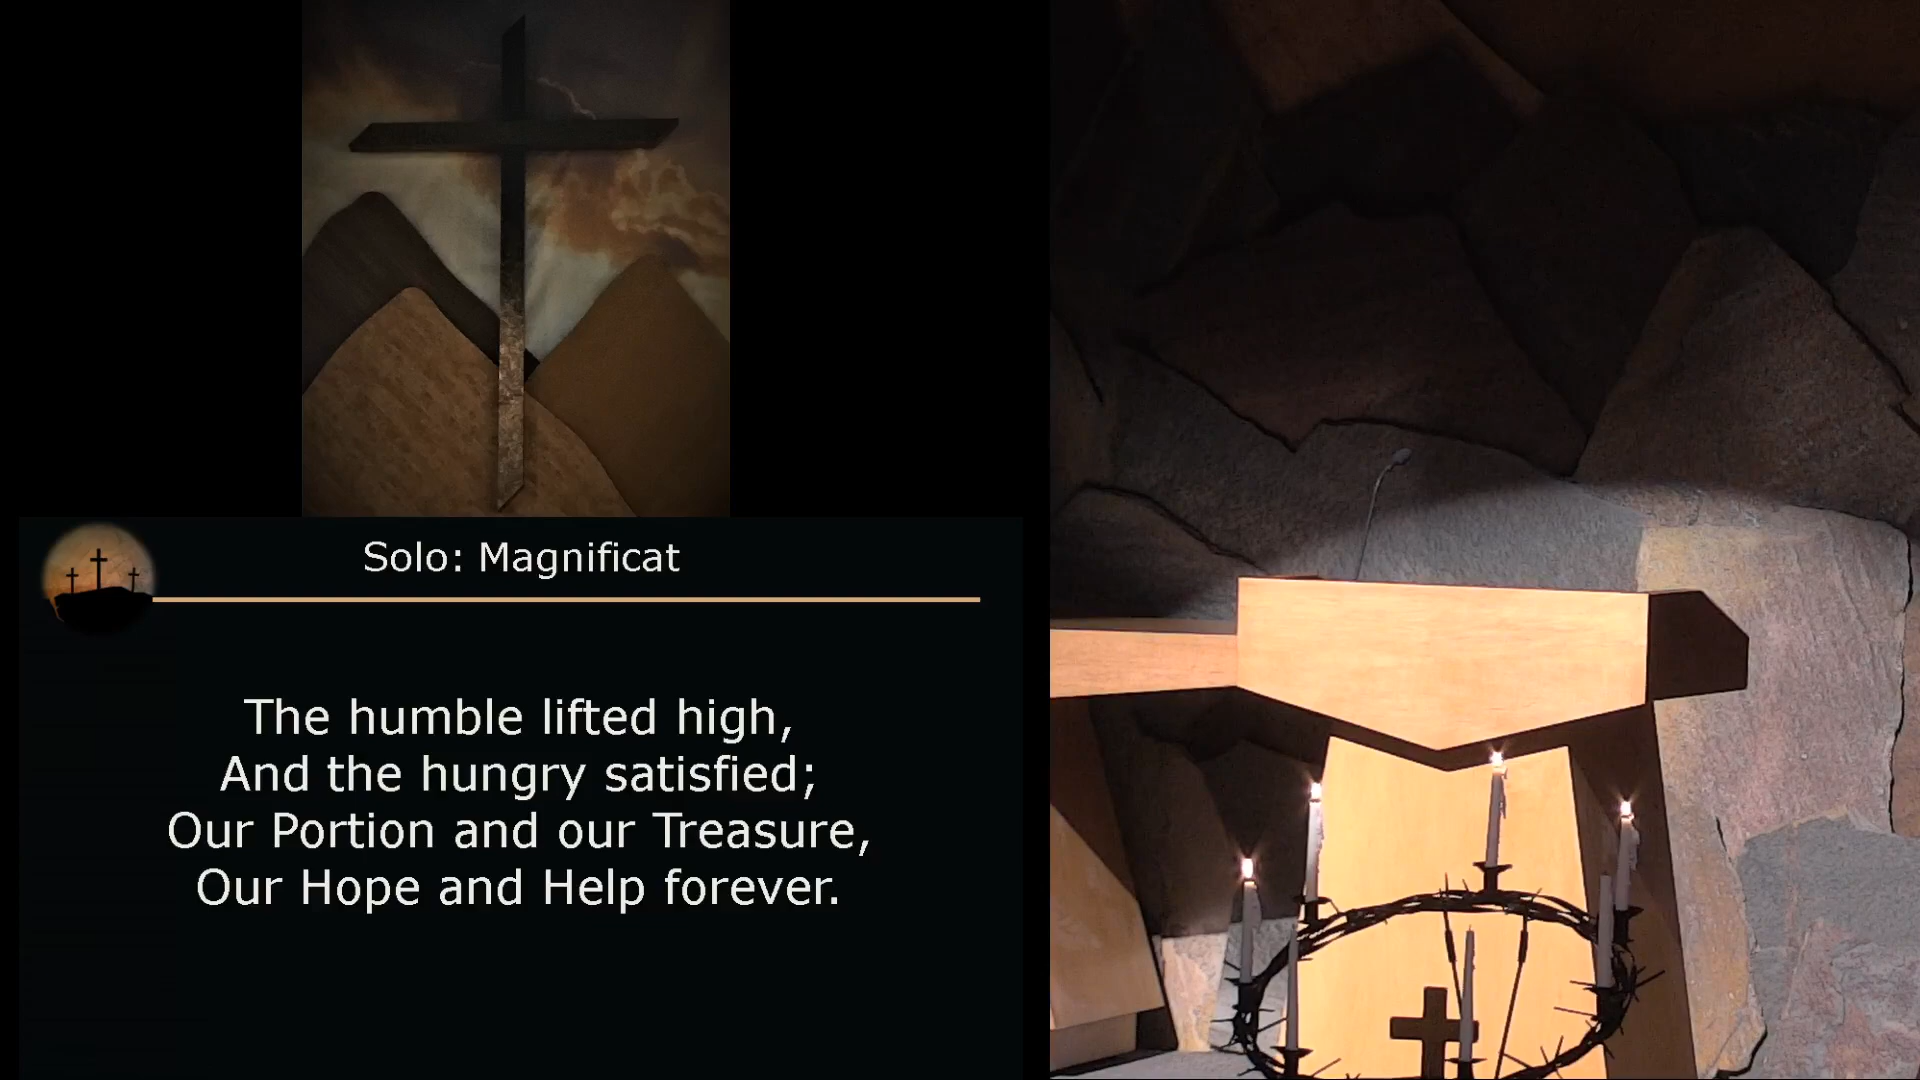 Solo: Magnificat
The humble lifted high,
And the hungry satisfied;
Our Portion and our Treasure,
Our Hope and Help forever.